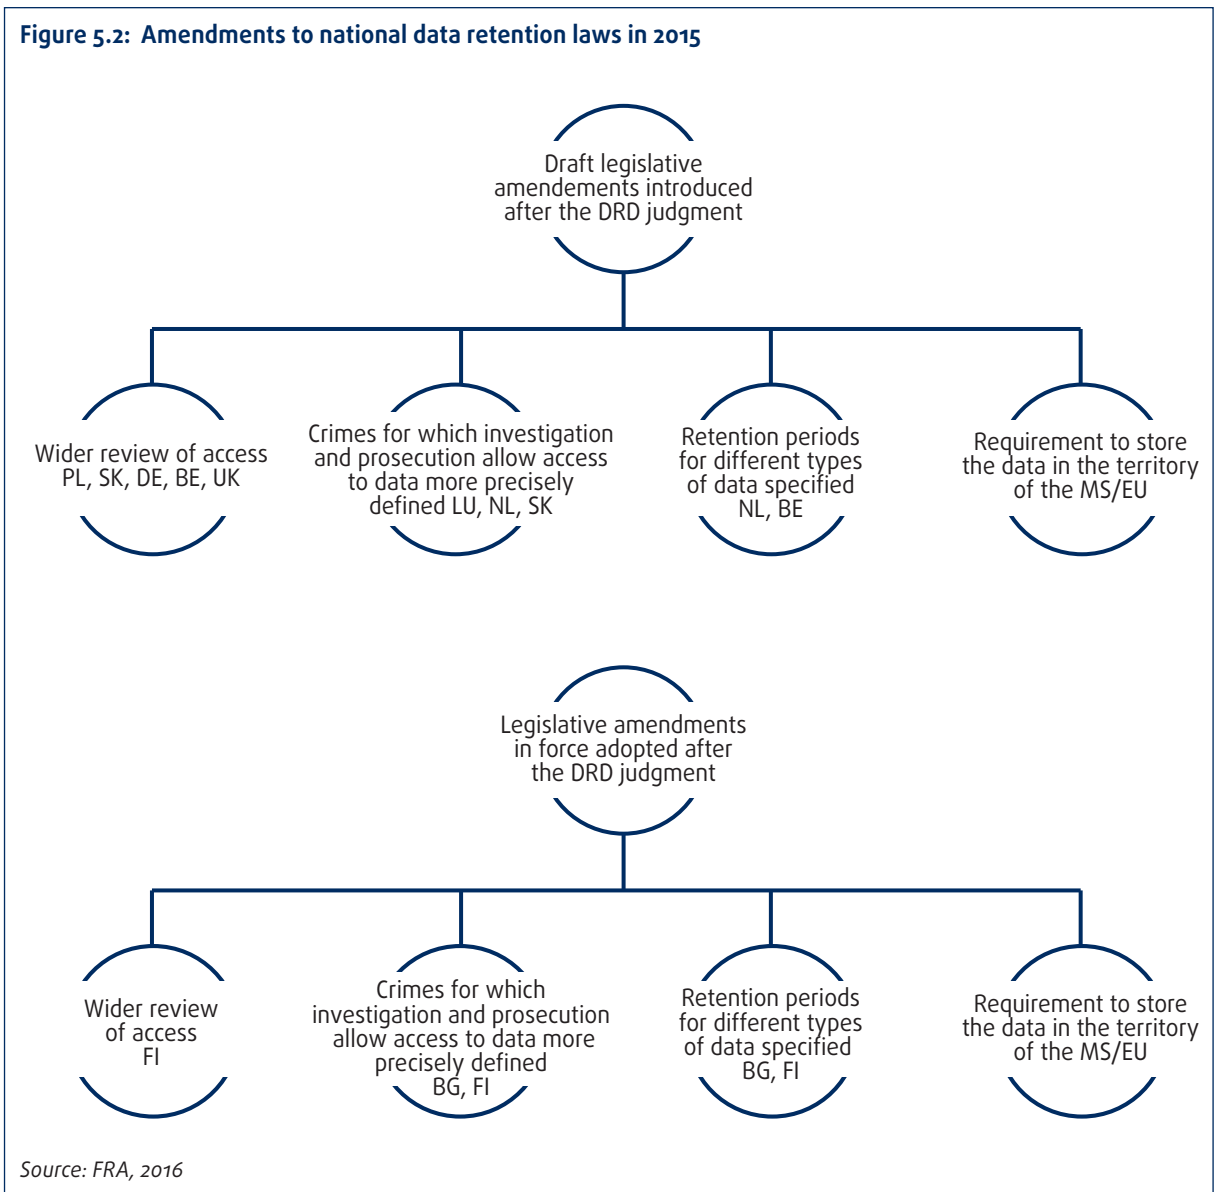 Figure 5.2: Amendments to national data retention laws in 2015
Draft legislative
amendements introduced
after the DRD judgment
Wider review of access
PL, SK, DE, BE, UK
Crimes for which investigation
and prosecution allow access
to data more precisely
defined LU, NL, SK
Retention periods
for different types
of data specified
NL, BE
Requirement to store
the data in the territory
of the MS/EU
Legislative amendments
in force adopted after
the DRD judgment
Wider review
of access
FI
Crimes for which
investigation and prosecution
allow access to data more
precisely defined
BG, FI
Retention periods
for different types
of data specified
BG, FI
Requirement to store
the data in the territory
of the MS/EU
Source: FRA, 2016